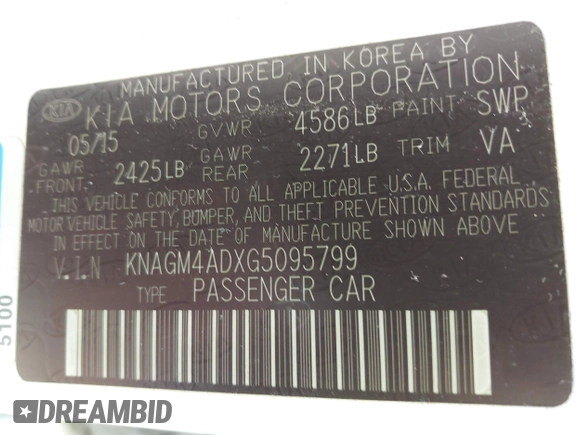 MANUFACTURED IN KOREA BY
KIA KIA MOTORS CORPORATION
05/15 GVWR 4586LB PAINT SWP
GAWR FRONT 2425LB GAWR REAR 2271LB TRIM VA
THIS VEHICLE CONFORMS TO ALL APPLICABLE U.S.A. FEDERAL
MOTOR VEHICLE SAFETY, BUMPER, AND THEFT PREVENTION STANDARDS
IN EFFECT ON THE DATE OF MANUFACTURE SHOWN ABOVE
V.I.N KNAGM4ADXG5095799
TYPE PASSENGER CAR
5100
DREAMBID